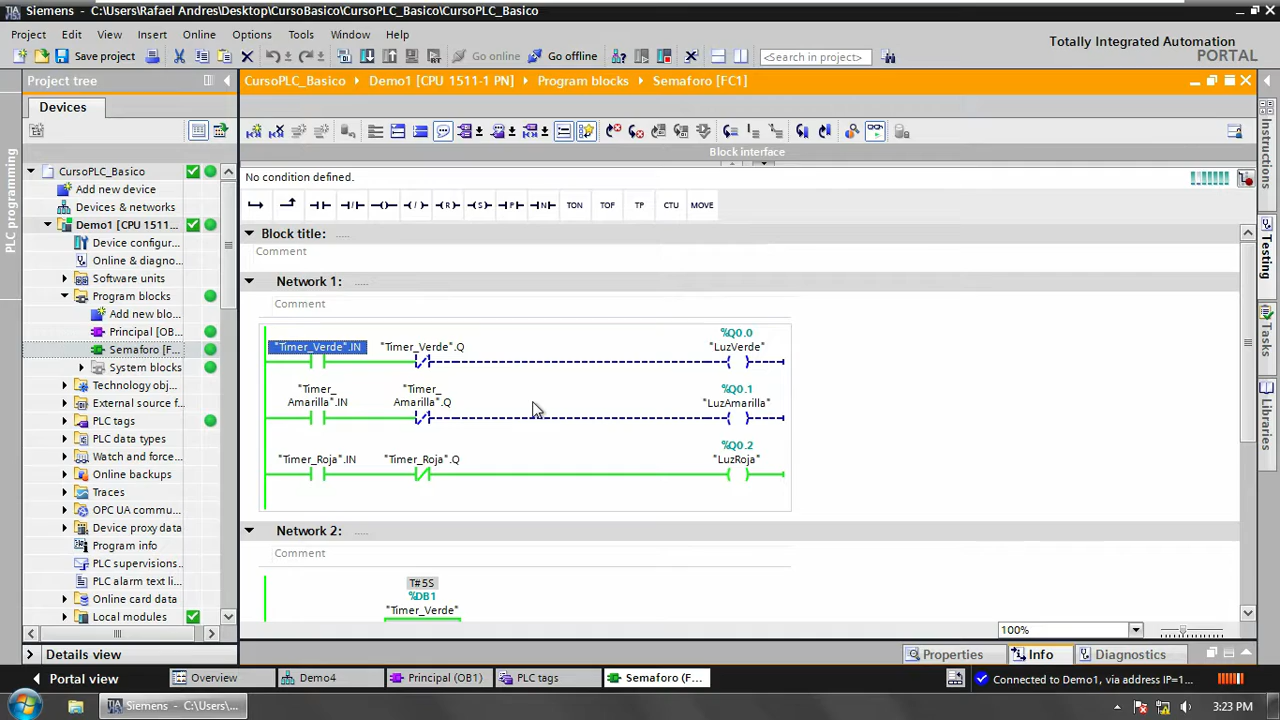 Siemens - C:\Users\Rafael Andres\Desktop\CursoBasico\CursoPLC_Basico\CursoPLC_Basico
Project Edit View Insert Online Options Tools Window Help
Totally Integrated Automation
PORTAL
Save project
Go online
Go offline
<Search in project>
Project tree
CursoPLC_Basico
Demo1 [CPU 1511-1 PN]
Program blocks
Semaforo [FC1]
Devices
PLC programming
Block interface
No condition defined.
TON
TOF
TP
CTU
MOVE
Block title:
Comment
CursoPLC_Basico
Add new device
Devices & networks
Demo1 [CPU 1511...
Device configur...
Online & diagno...
Software units
Program blocks
Add new blo...
Principal [OB...
Semaforo [F...
System blocks
Technology obj...
External source f...
PLC tags
PLC data types
Watch and force...
Online backups
Traces
OPC UA commu...
Device proxy data
Program info
PLC supervisions...
PLC alarm text li...
Online card data
Local modules
Details view
Network 1:
Comment
%Q0.0
"Timer_Verde".IN
"Timer_Verde".Q
"LuzVerde"
"Timer_
Amarilla".IN
"Timer_
Amarilla".Q
%Q0.1
"LuzAmarilla"
%Q0.2
"Timer_Roja".IN
"Timer_Roja".Q
"LuzRoja"
Network 2:
Comment
T#5S
%DB1
"Timer_Verde"
100%
Instructions
Testing
Tasks
Libraries
Properties
Info
Diagnostics
Portal view
Overview
Demo4
Principal (OB1)
PLC tags
Semaforo (F...
Connected to Demo1, via address IP=1...
Siemens - C:\Users\...
3:23 PM